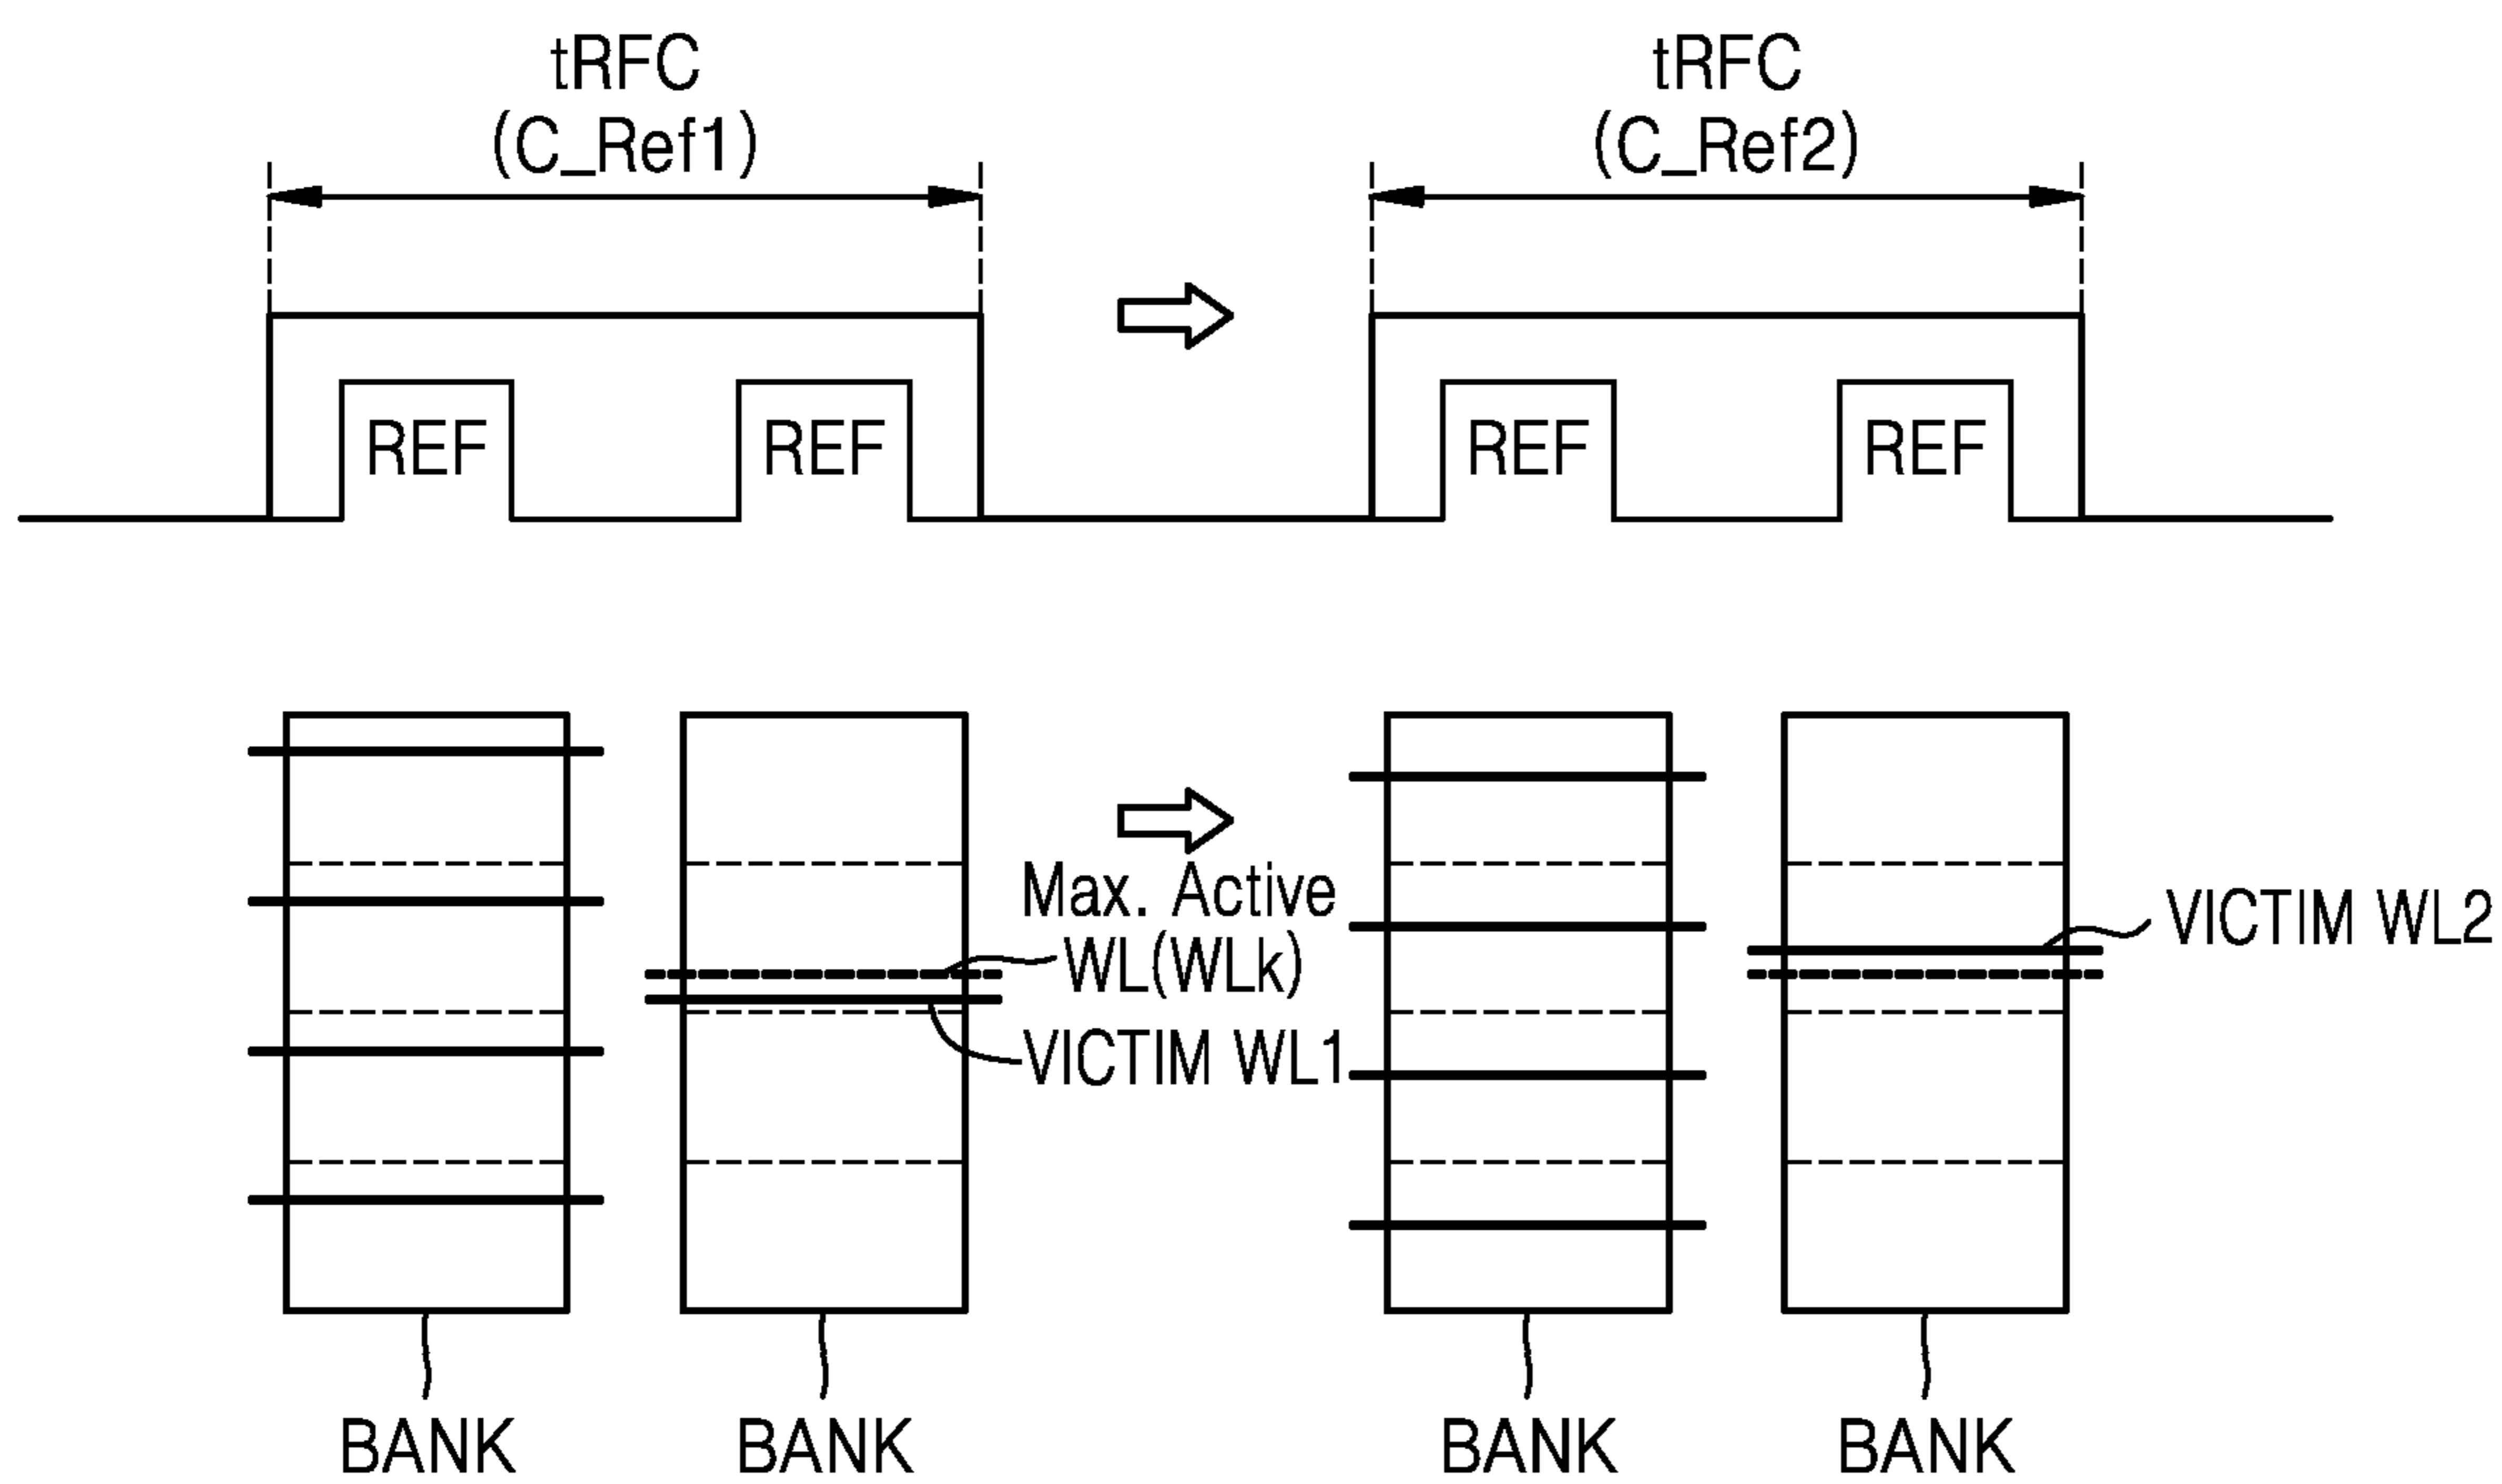 tRFC
(C_Ref1)
tRFC
(C_Ref2)
REF
REF
REF
REF
Max. Active
WL(WLk)
VICTIM WL1
VICTIM WL2
BANK
BANK
BANK
BANK